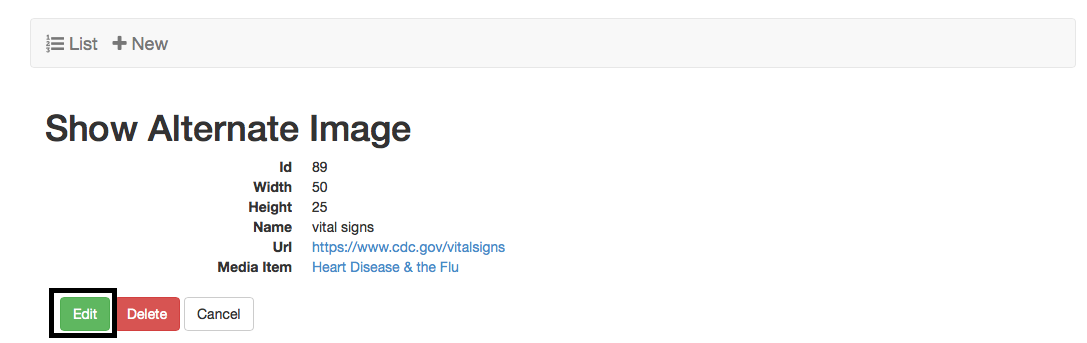 List New
Show Alternate Image
Id 89
Width 50
Height 25
Name vital signs
Url https://www.cdc.gov/vitalsigns
Media Item Heart Disease & the Flu
Edit Delete Cancel